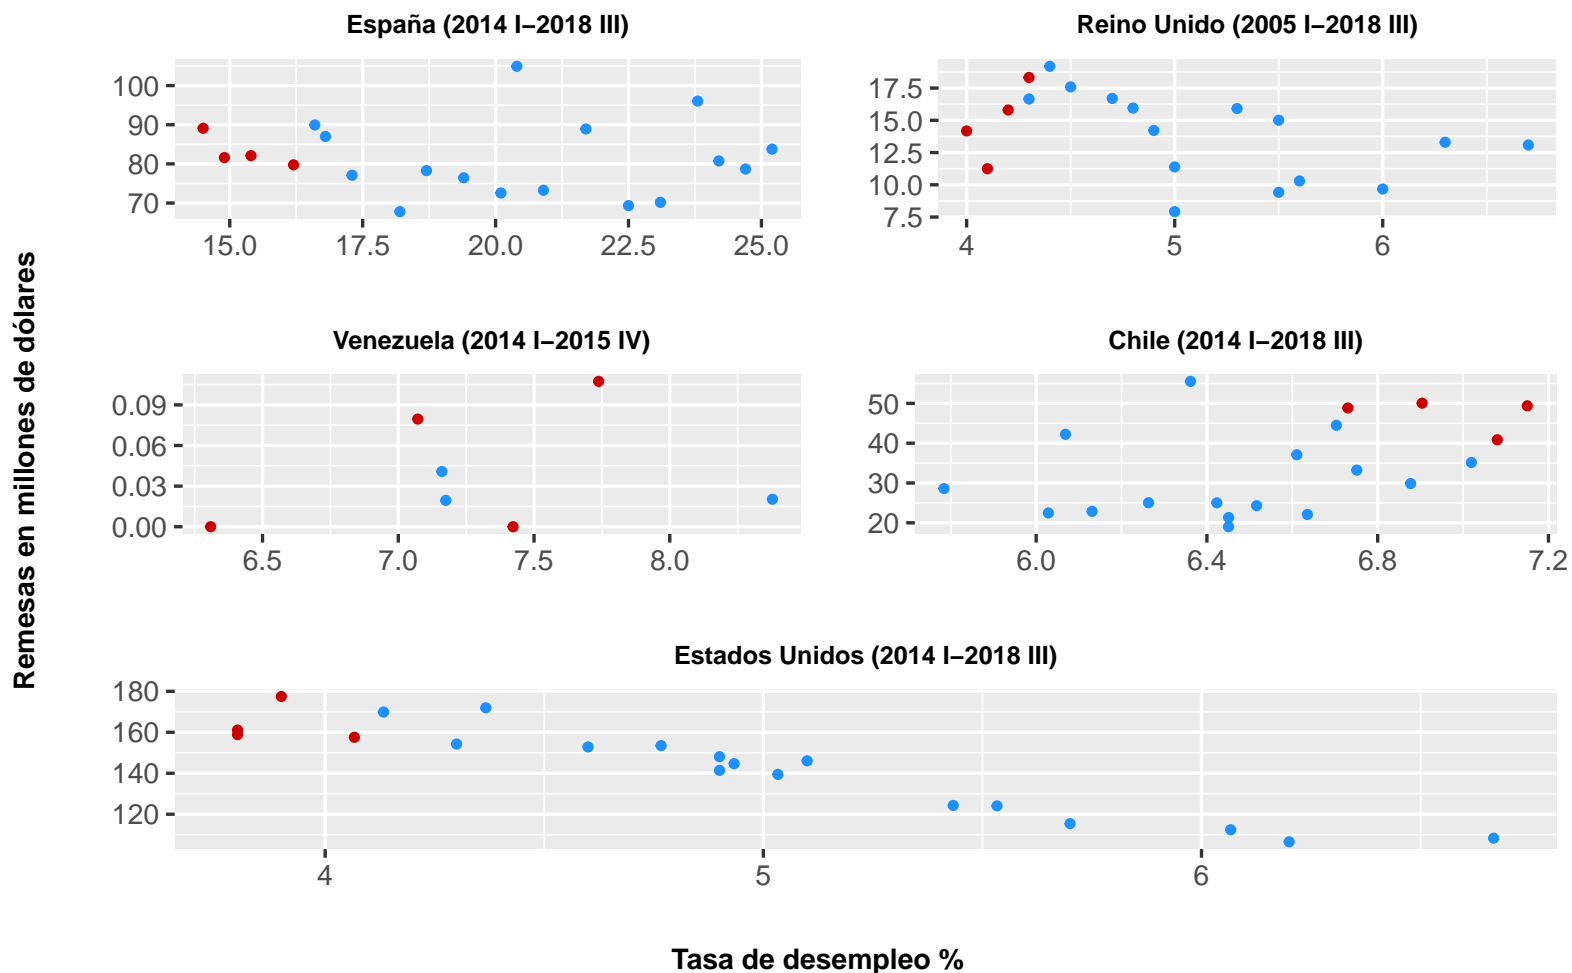 España (2014 I–2018 III)
100
90
80
70
15.0 17.5 20.0 22.5 25.0
Reino Unido (2005 I–2018 III)
17.5
15.0
12.5
10.0
7.5
4 5 6
Remesas en millones de dólares
Venezuela (2014 I–2015 IV)
0.09
0.06
0.03
0.00
6.5 7.0 7.5 8.0
Chile (2014 I–2018 III)
50
40
30
20
6.0 6.4 6.8 7.2
Estados Unidos (2014 I–2018 III)
180
160
140
120
4 5 6
Tasa de desempleo %